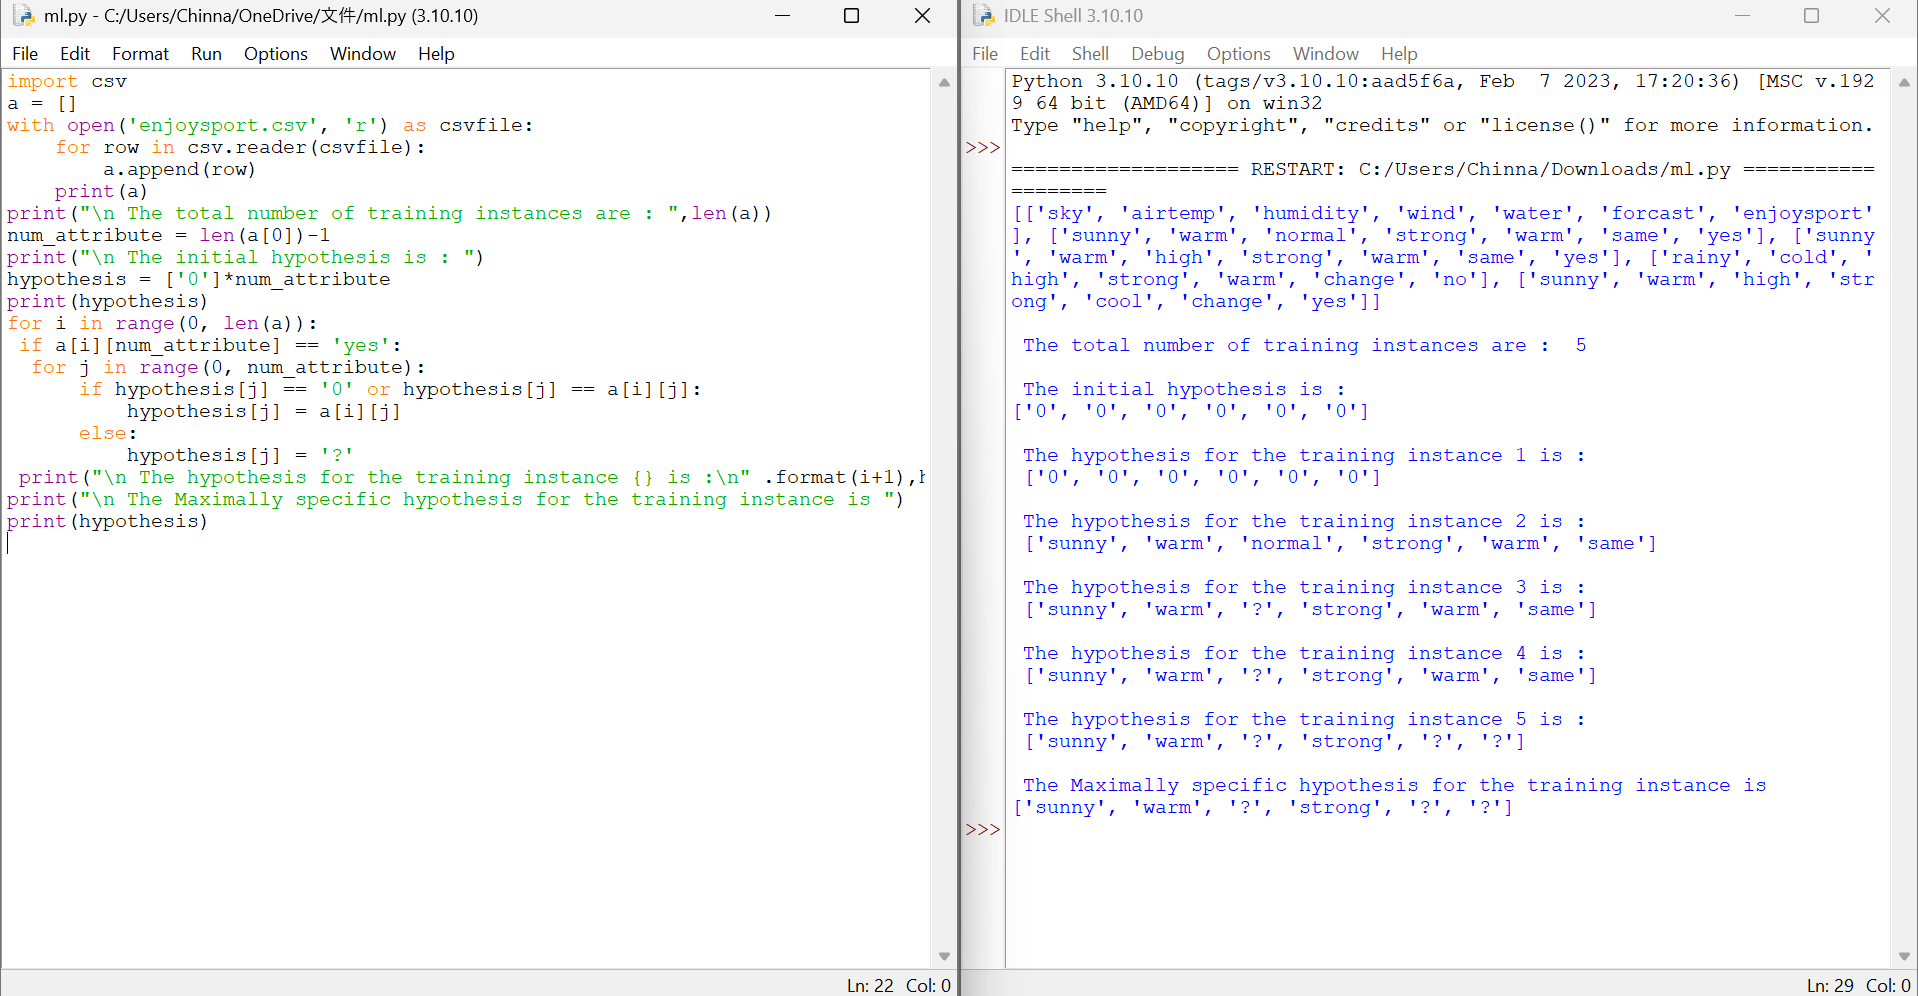 ml.py - C:/Users/Chinna/OneDrive/文件/ml.py (3.10.10)
File Edit Format Run Options Window Help
import csv
a = []
with open('enjoysport.csv', 'r') as csvfile:
    for row in csv.reader(csvfile):
        a.append(row)
    print(a)
print("\n The total number of training instances are : ",len(a))
num_attribute = len(a[0])-1
print("\n The initial hypothesis is : ")
hypothesis = ['0']*num_attribute
print(hypothesis)
for i in range(0, len(a)):
 if a[i][num_attribute] == 'yes':
  for j in range(0, num_attribute):
      if hypothesis[j] == '0' or hypothesis[j] == a[i][j]:
          hypothesis[j] = a[i][j]
      else:
          hypothesis[j] = '?'
 print("\n The hypothesis for the training instance {} is :\n" .format(i+1),h
print("\n The Maximally specific hypothesis for the training instance is ")
print(hypothesis)
Ln: 22 Col: 0
IDLE Shell 3.10.10
File Edit Shell Debug Options Window Help
Python 3.10.10 (tags/v3.10.10:aad5f6a, Feb  7 2023, 17:20:36) [MSC v.192
9 64 bit (AMD64)] on win32
Type "help", "copyright", "credits" or "license()" for more information.
>>>
=================== RESTART: C:/Users/Chinna/Downloads/ml.py ===========
========
[['sky', 'airtemp', 'humidity', 'wind', 'water', 'forcast', 'enjoysport'
], ['sunny', 'warm', 'normal', 'strong', 'warm', 'same', 'yes'], ['sunny
', 'warm', 'high', 'strong', 'warm', 'same', 'yes'], ['rainy', 'cold', '
high', 'strong', 'warm', 'change', 'no'], ['sunny', 'warm', 'high', 'str
ong', 'cool', 'change', 'yes']]
 The total number of training instances are :  5
 The initial hypothesis is :
['0', '0', '0', '0', '0', '0']
 The hypothesis for the training instance 1 is :
 ['0', '0', '0', '0', '0', '0']
 The hypothesis for the training instance 2 is :
 ['sunny', 'warm', 'normal', 'strong', 'warm', 'same']
 The hypothesis for the training instance 3 is :
 ['sunny', 'warm', '?', 'strong', 'warm', 'same']
 The hypothesis for the training instance 4 is :
 ['sunny', 'warm', '?', 'strong', 'warm', 'same']
 The hypothesis for the training instance 5 is :
 ['sunny', 'warm', '?', 'strong', '?', '?']
 The Maximally specific hypothesis for the training instance is
['sunny', 'warm', '?', 'strong', '?', '?']
>>>
Ln: 29 Col: 0